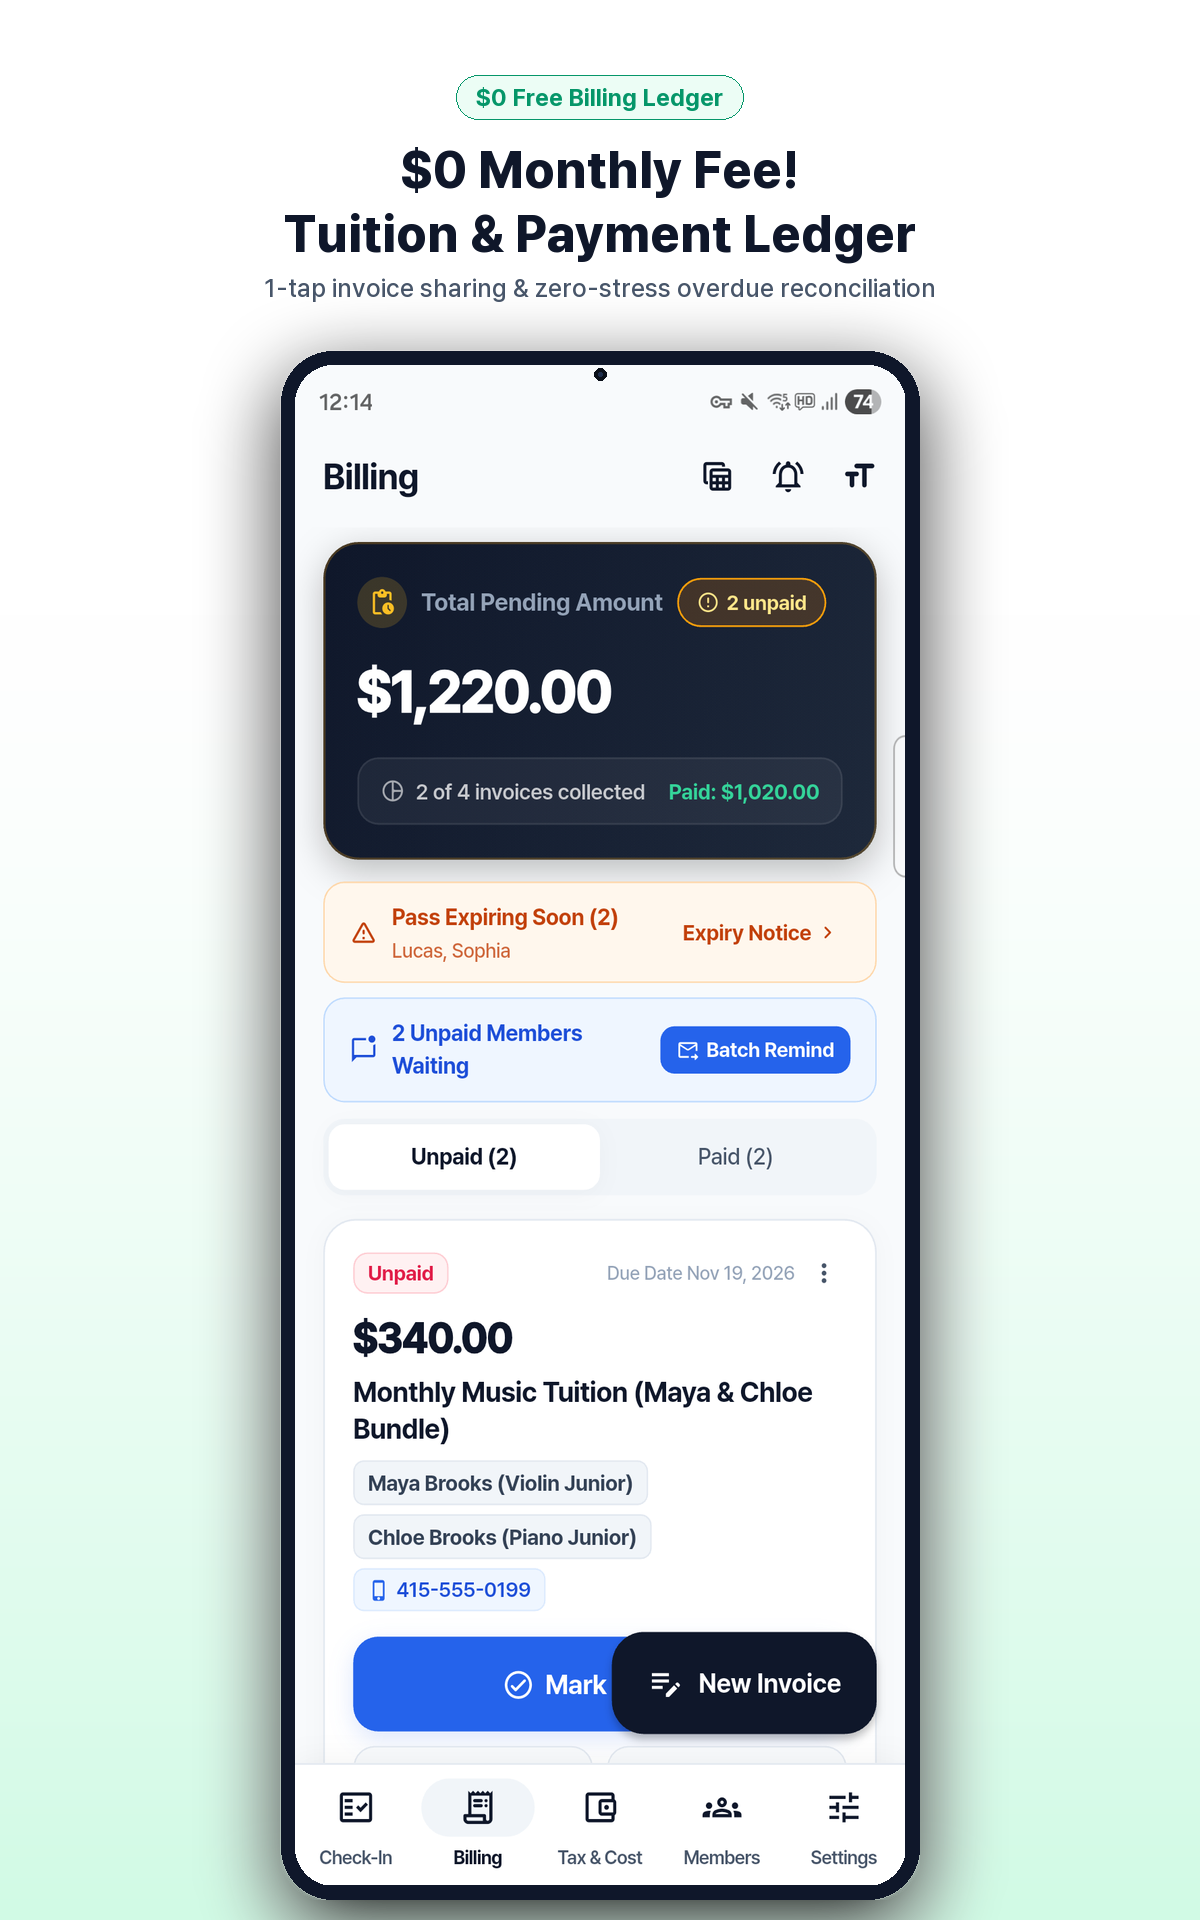 $0 Free Billing Ledger
$0 Monthly Fee!
Tuition & Payment Ledger
1-tap invoice sharing & zero-stress overdue reconciliation
12:14
HD
74
Billing
Total Pending Amount
2 unpaid
$1,220.00
2 of 4 invoices collected
Paid: $1,020.00
Pass Expiring Soon (2)
Lucas, Sophia
Expiry Notice
2 Unpaid Members
Waiting
Batch Remind
Unpaid (2)
Paid (2)
Unpaid
Due Date Nov 19, 2026
$340.00
Monthly Music Tuition (Maya & Chloe
Bundle)
Maya Brooks (Violin Junior)
Chloe Brooks (Piano Junior)
415-555-0199
Mark
New Invoice
Check-In
Billing
Tax & Cost
Members
Settings